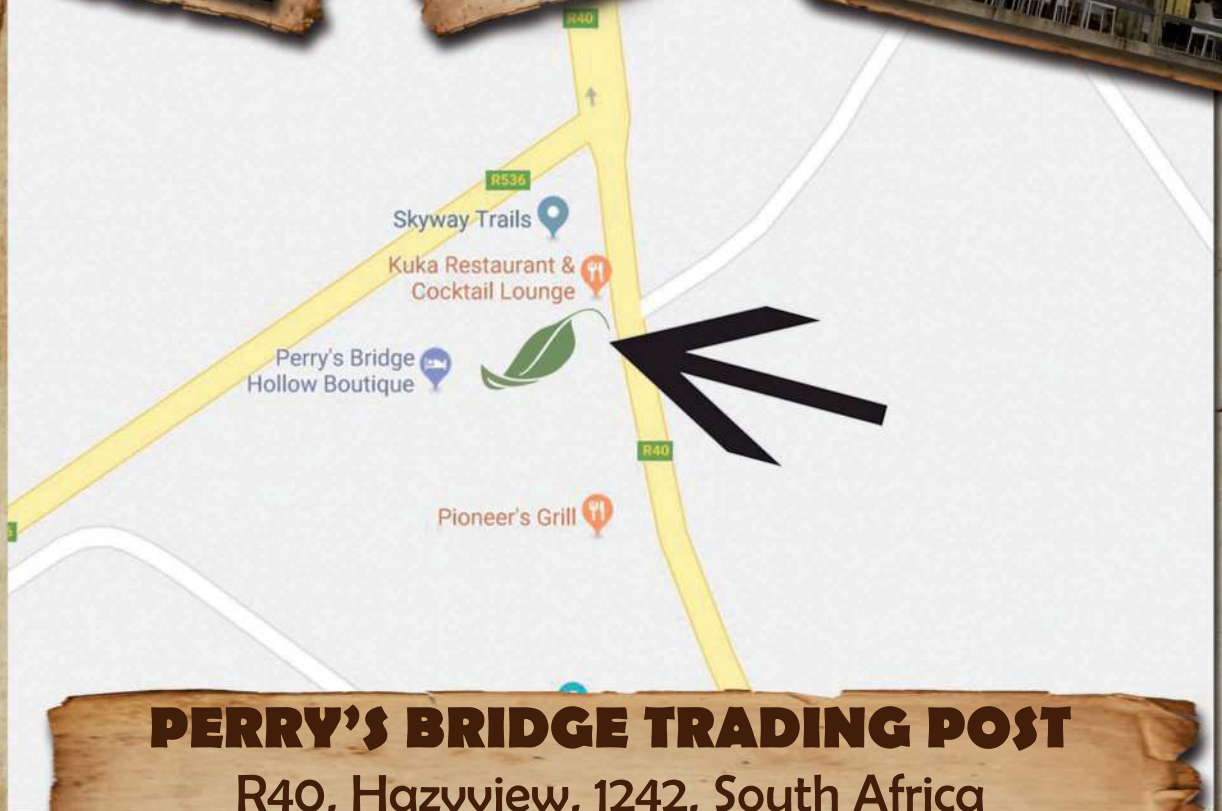 R40
R536
Skyway Trails
Kuka Restaurant &
Cocktail Lounge
Perry's Bridge
Hollow Boutique
R40
Pioneer's Grill
PERRY'S BRIDGE TRADING POST
R40, Hazyview, 1242, South Africa